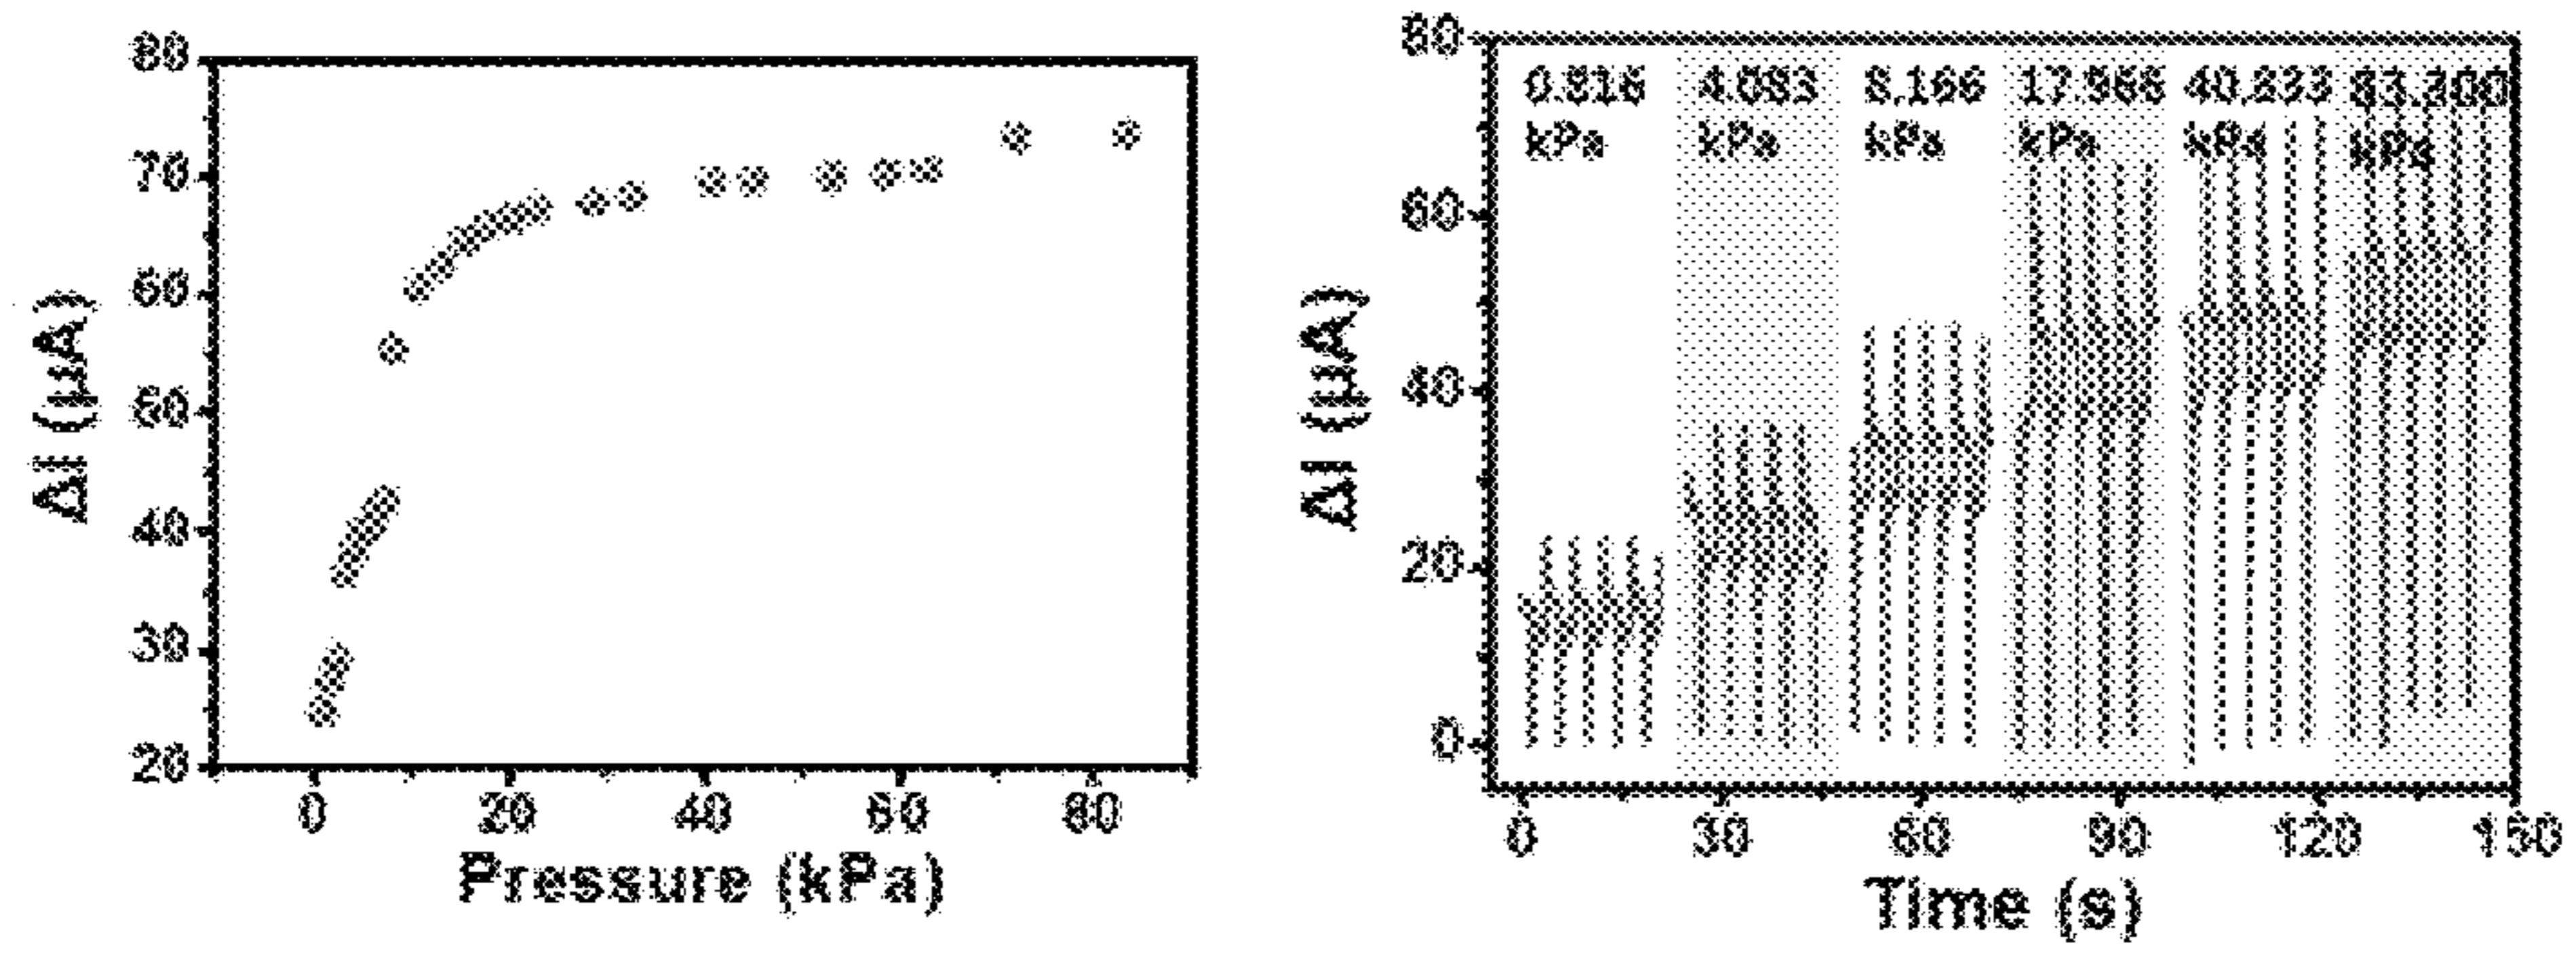 80
70
60
50
40
30
20
ΔI (μA)
0 20 40 60 80
Pressure (kPa)
80
60
40
20
0
ΔI (μA)
0.816 4.083 8.166 17.966 40.833 83.300
kPa kPa kPa kPa kPa kPa
0 30 60 90 120 150
Time (s)